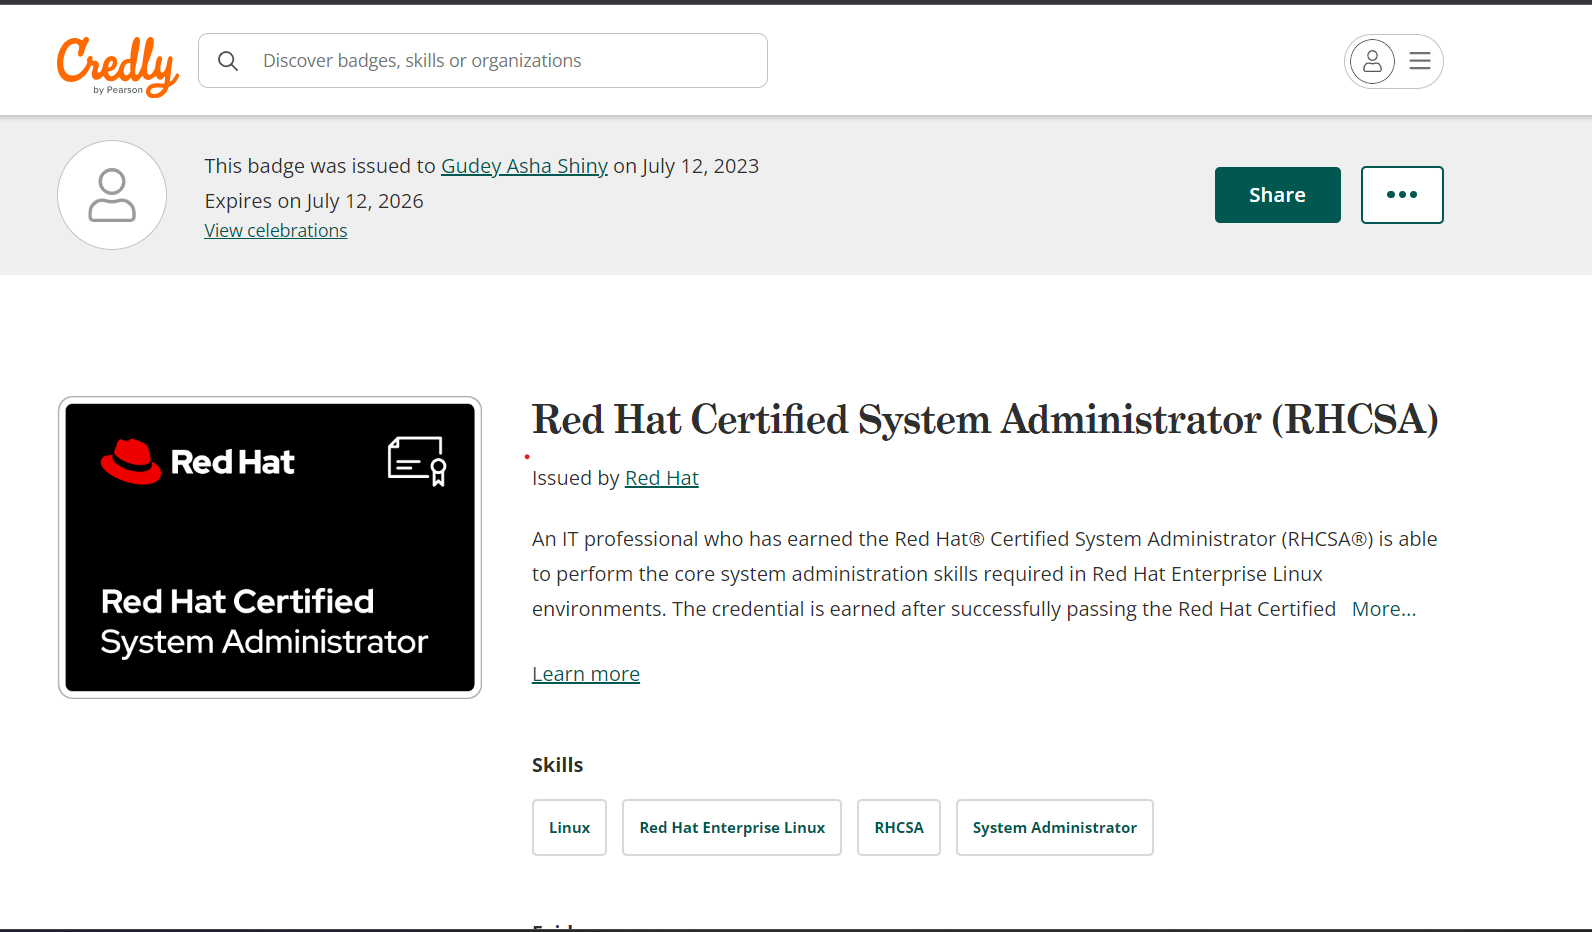 Credly
by Pearson
Discover badges, skills or organizations
This badge was issued to Gudey Asha Shiny on July 12, 2023
Expires on July 12, 2026
View celebrations
Share
Red Hat
Red Hat Certified
System Administrator
Red Hat Certified System Administrator (RHCSA)
Issued by Red Hat
An IT professional who has earned the Red Hat® Certified System Administrator (RHCSA®) is able
to perform the core system administration skills required in Red Hat Enterprise Linux
environments. The credential is earned after successfully passing the Red Hat Certified More...
Learn more
Skills
Linux
Red Hat Enterprise Linux
RHCSA
System Administrator